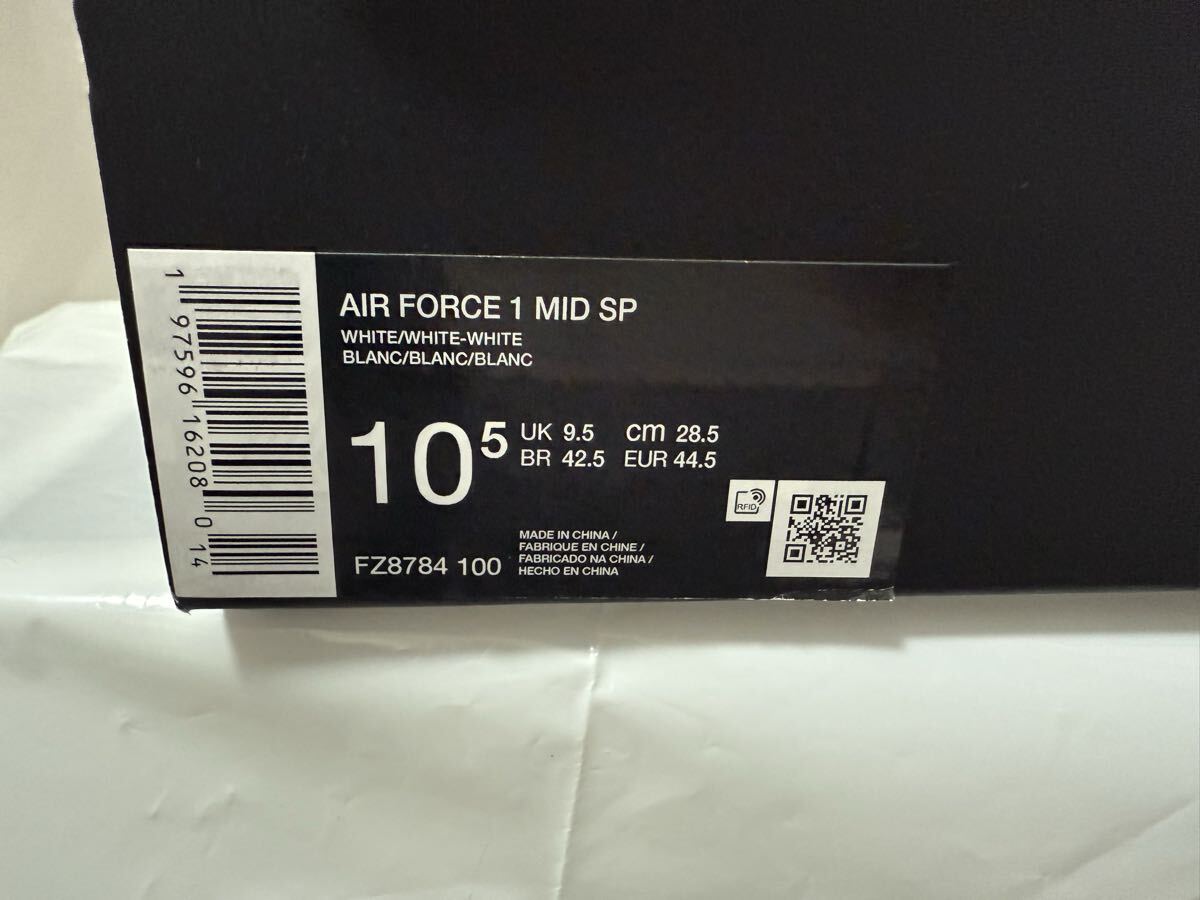 AIR FORCE 1 MID SP
WHITE/WHITE-WHITE
BLANC/BLANC/BLANC
10⁵
UK 9.5 cm 28.5
BR 42.5 EUR 44.5
RFID
FZ8784 100
MADE IN CHINA /
FABRIQUE EN CHINE /
FABRICADO NA CHINA /
HECHO EN CHINA
1 97596 16208 0 14